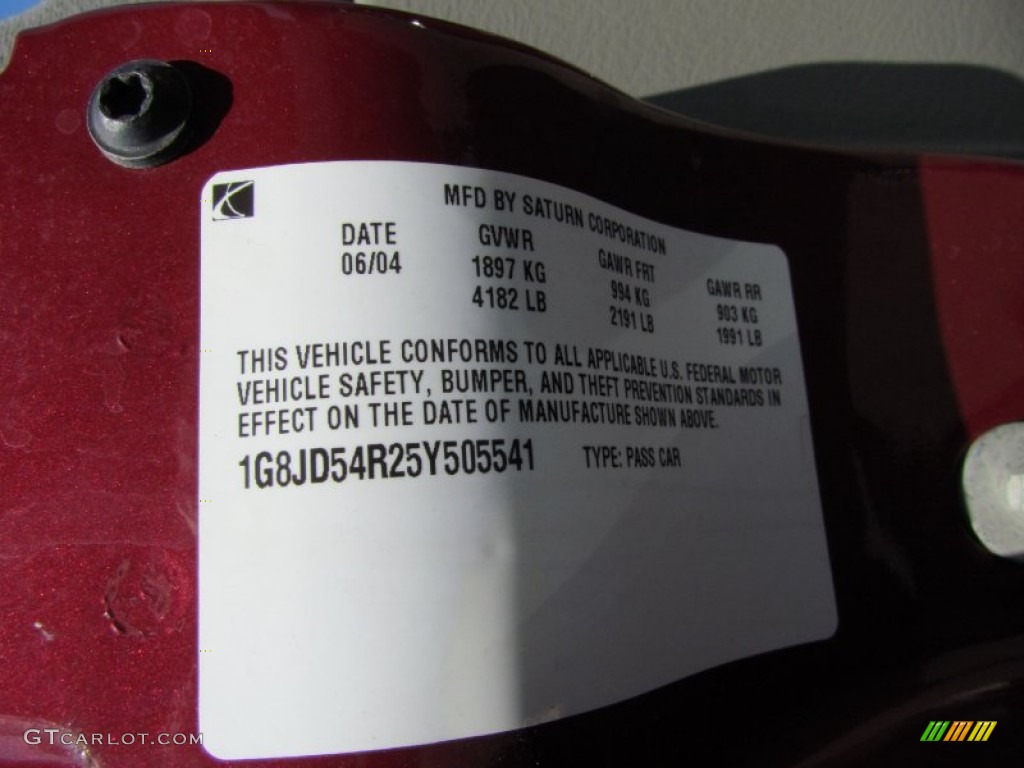 MFD BY SATURN CORPORATION
DATE GVWR GAWR FRT GAWR RR
06/04 1897 KG 994 KG 903 KG
4182 LB 2191 LB 1991 LB
THIS VEHICLE CONFORMS TO ALL APPLICABLE U.S. FEDERAL MOTOR
VEHICLE SAFETY, BUMPER, AND THEFT PREVENTION STANDARDS IN
EFFECT ON THE DATE OF MANUFACTURE SHOWN ABOVE.
1G8JD54R25Y505541 TYPE: PASS CAR
GTCARLOT.COM